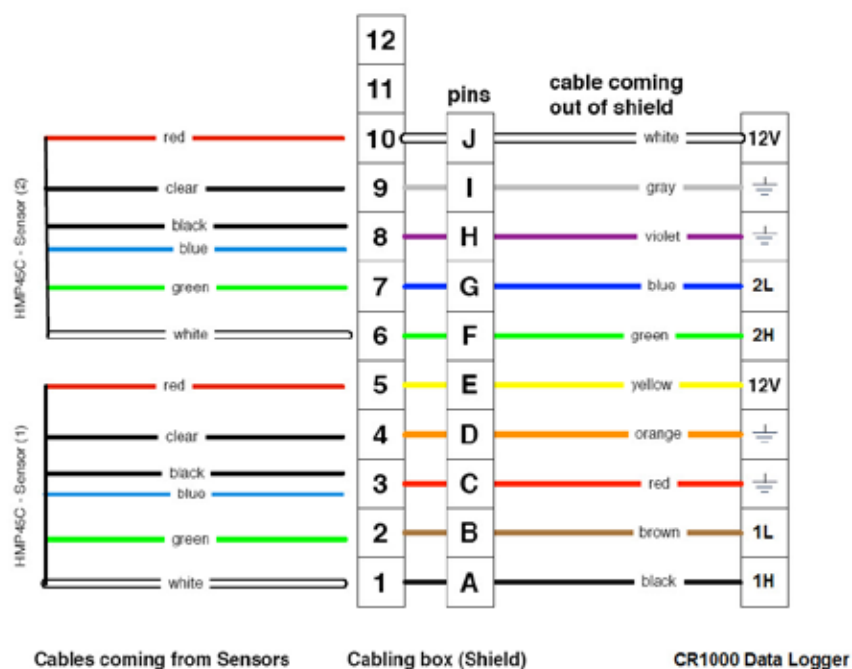 12
11
pins
cable coming
out of shield
HMP45C - Sensor (2)
red
10
J
white
12V
clear
9
I
gray
black
blue
8
H
violet
green
7
G
blue
2L
white
6
F
green
2H
HMP45C - Sensor (1)
red
5
E
yellow
12V
clear
4
D
orange
black
blue
3
C
red
green
2
B
brown
1L
white
1
A
black
1H
Cables coming from Sensors
Cabling box (Shield)
CR1000 Data Logger